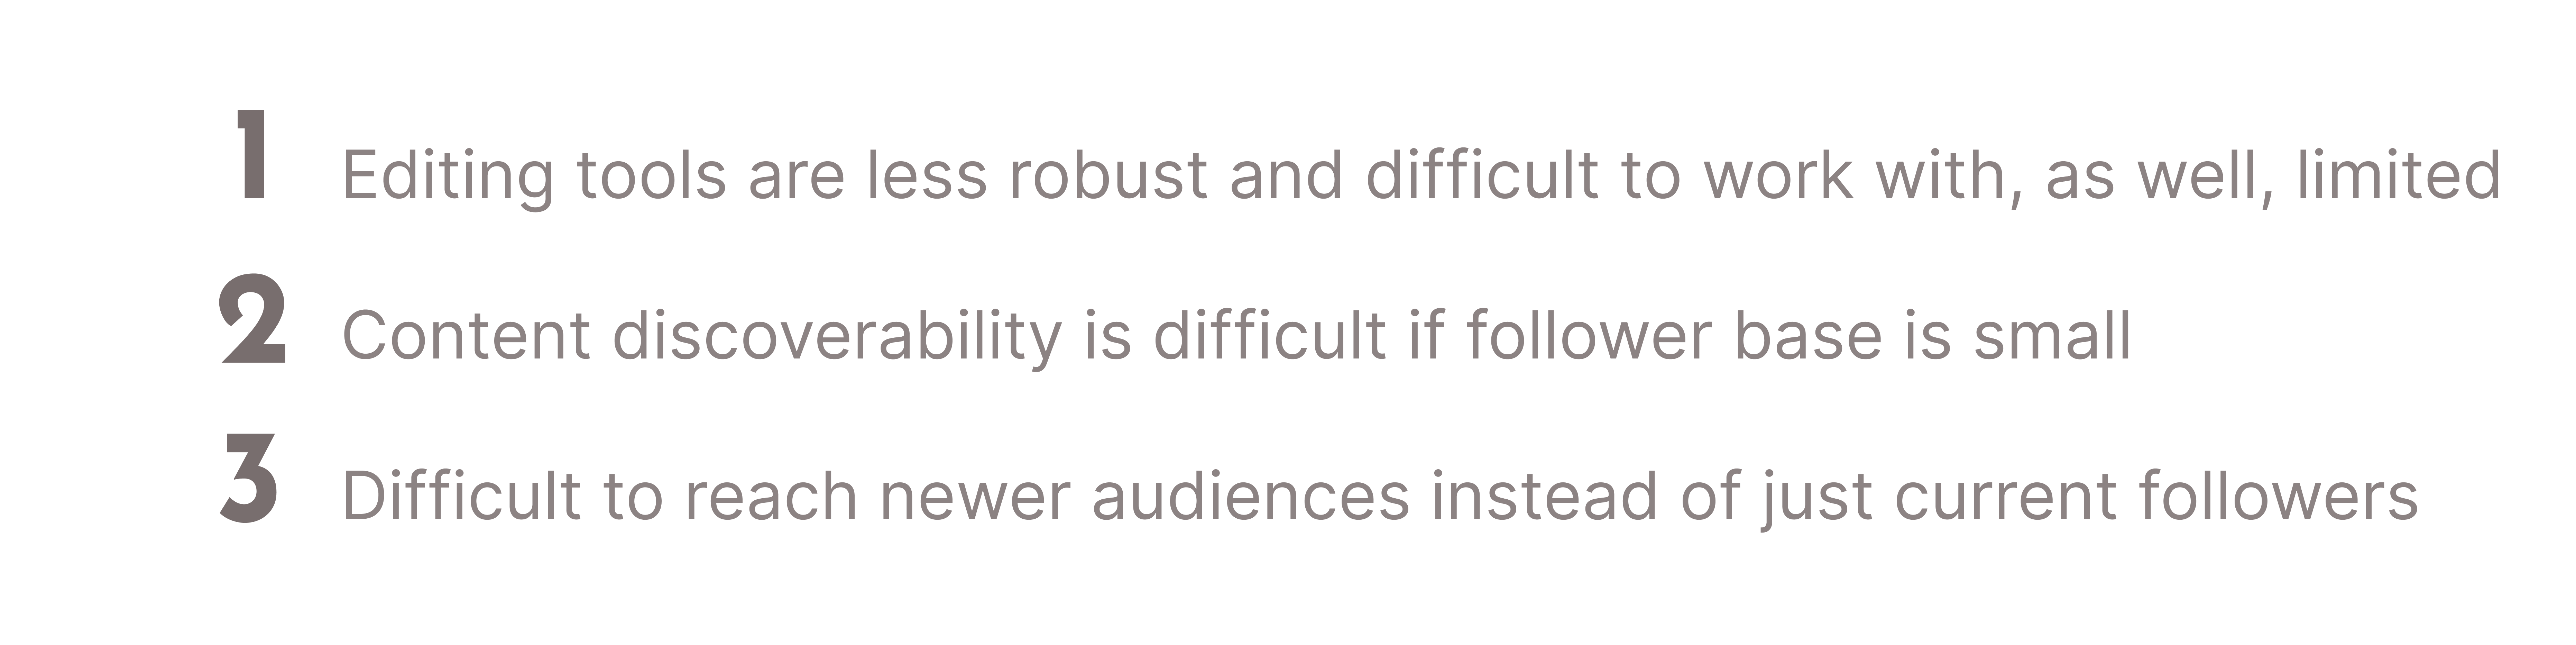 1 Editing tools are less robust and difficult to work with, as well, limited
2 Content discoverability is difficult if follower base is small
3 Difficult to reach newer audiences instead of just current followers